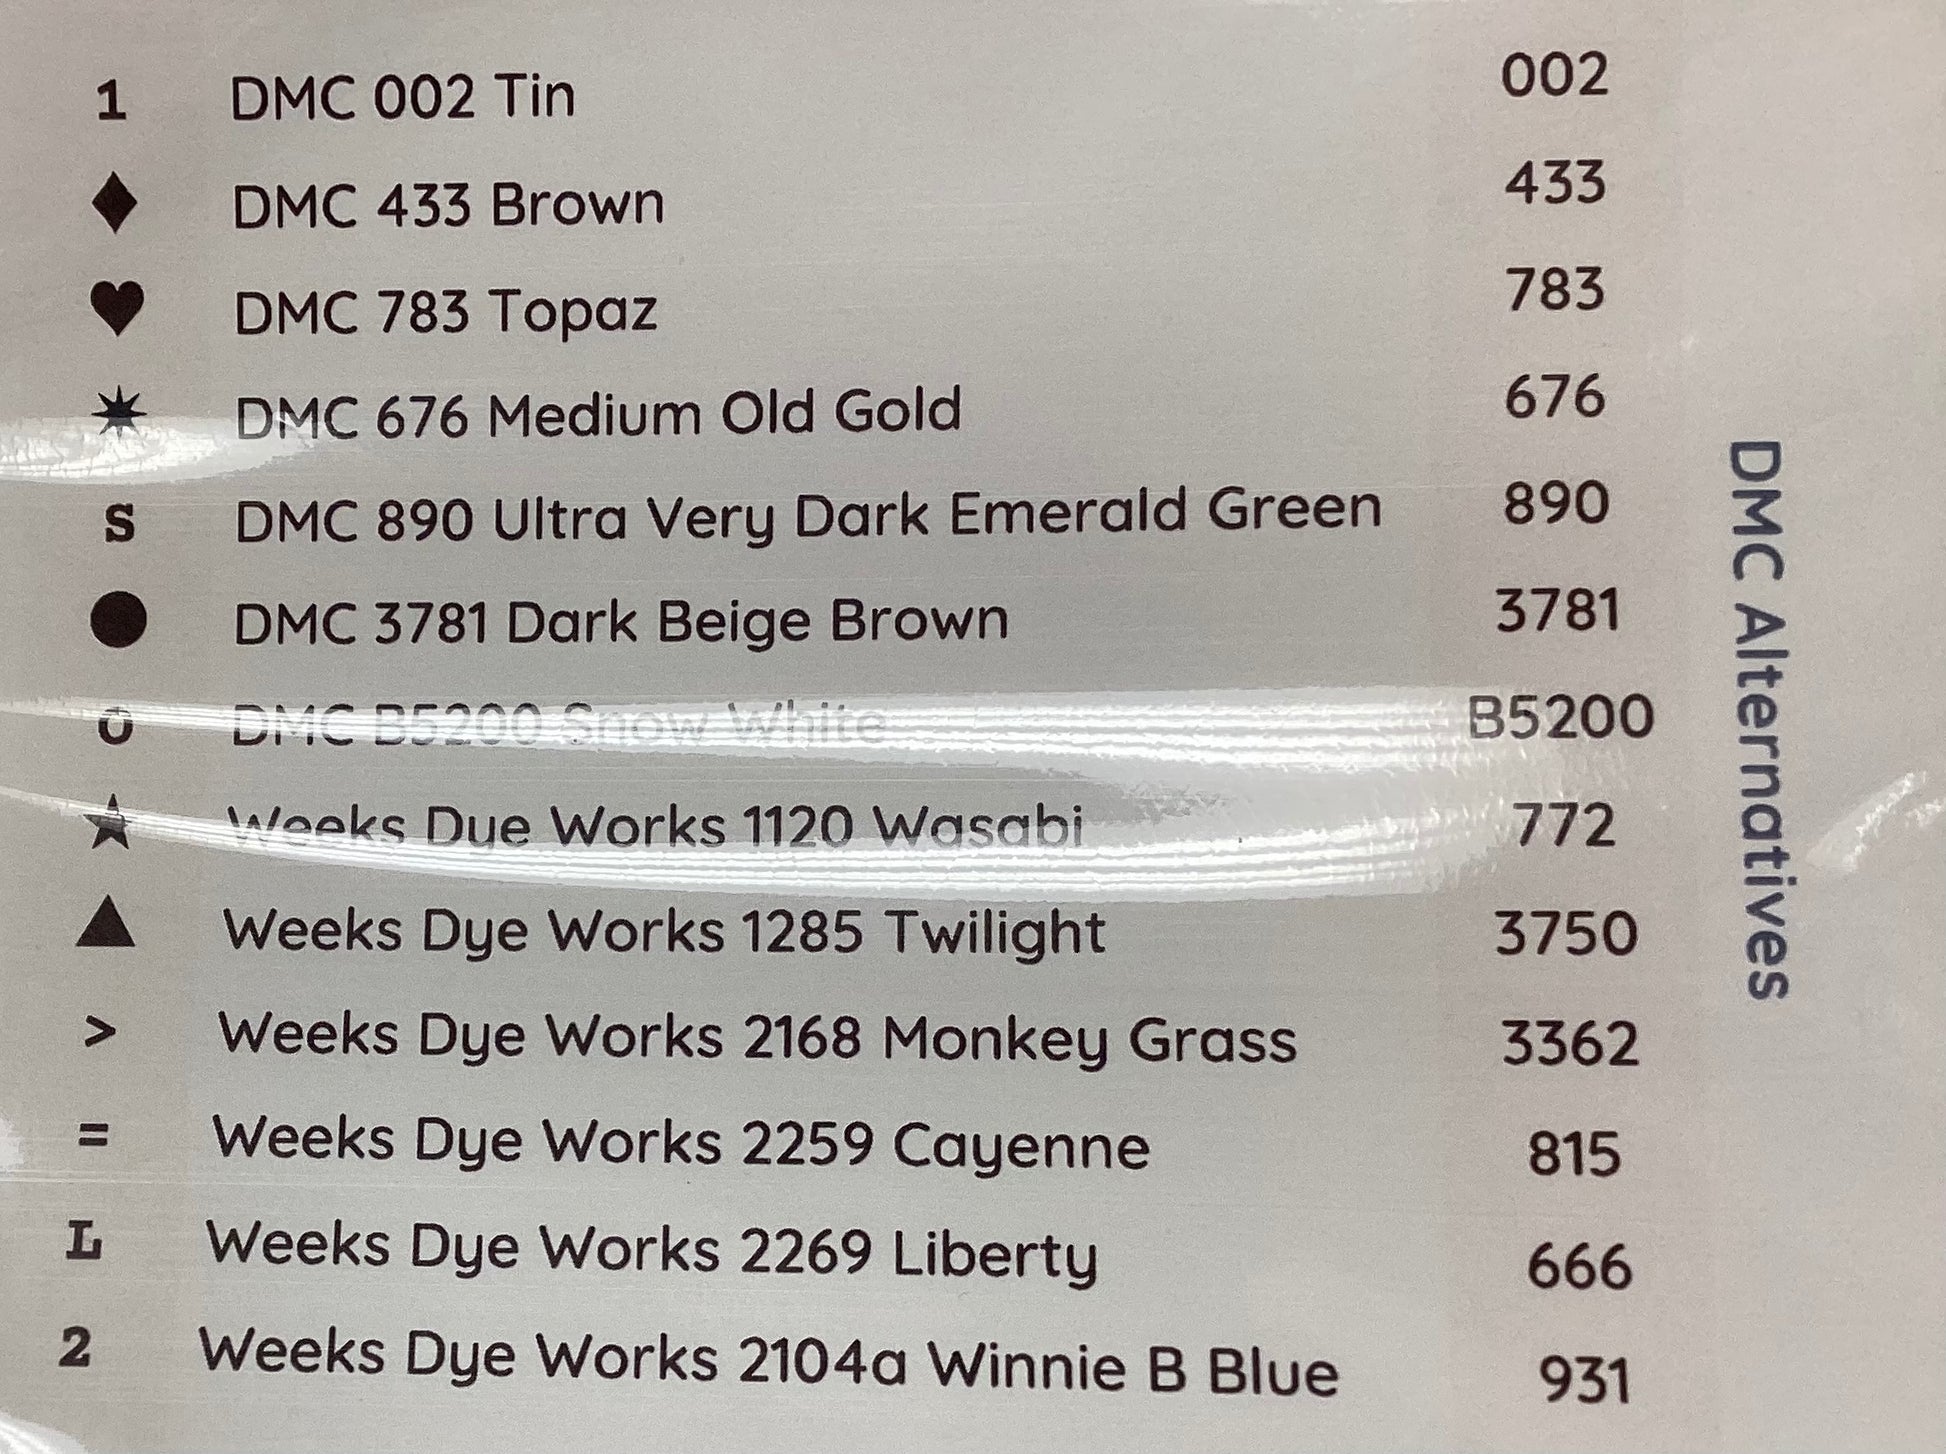 1 DMC 002 Tin 002
♦ DMC 433 Brown 433
♥ DMC 783 Topaz 783
✷ DMC 676 Medium Old Gold 676
S DMC 890 Ultra Very Dark Emerald Green 890
● DMC 3781 Dark Beige Brown 3781
o DMC B5200 Snow White B5200
★ Weeks Dye Works 1120 Wasabi 772
▲ Weeks Dye Works 1285 Twilight 3750
> Weeks Dye Works 2168 Monkey Grass 3362
= Weeks Dye Works 2259 Cayenne 815
L Weeks Dye Works 2269 Liberty 666
2 Weeks Dye Works 2104a Winnie B Blue 931
DMC Alternatives